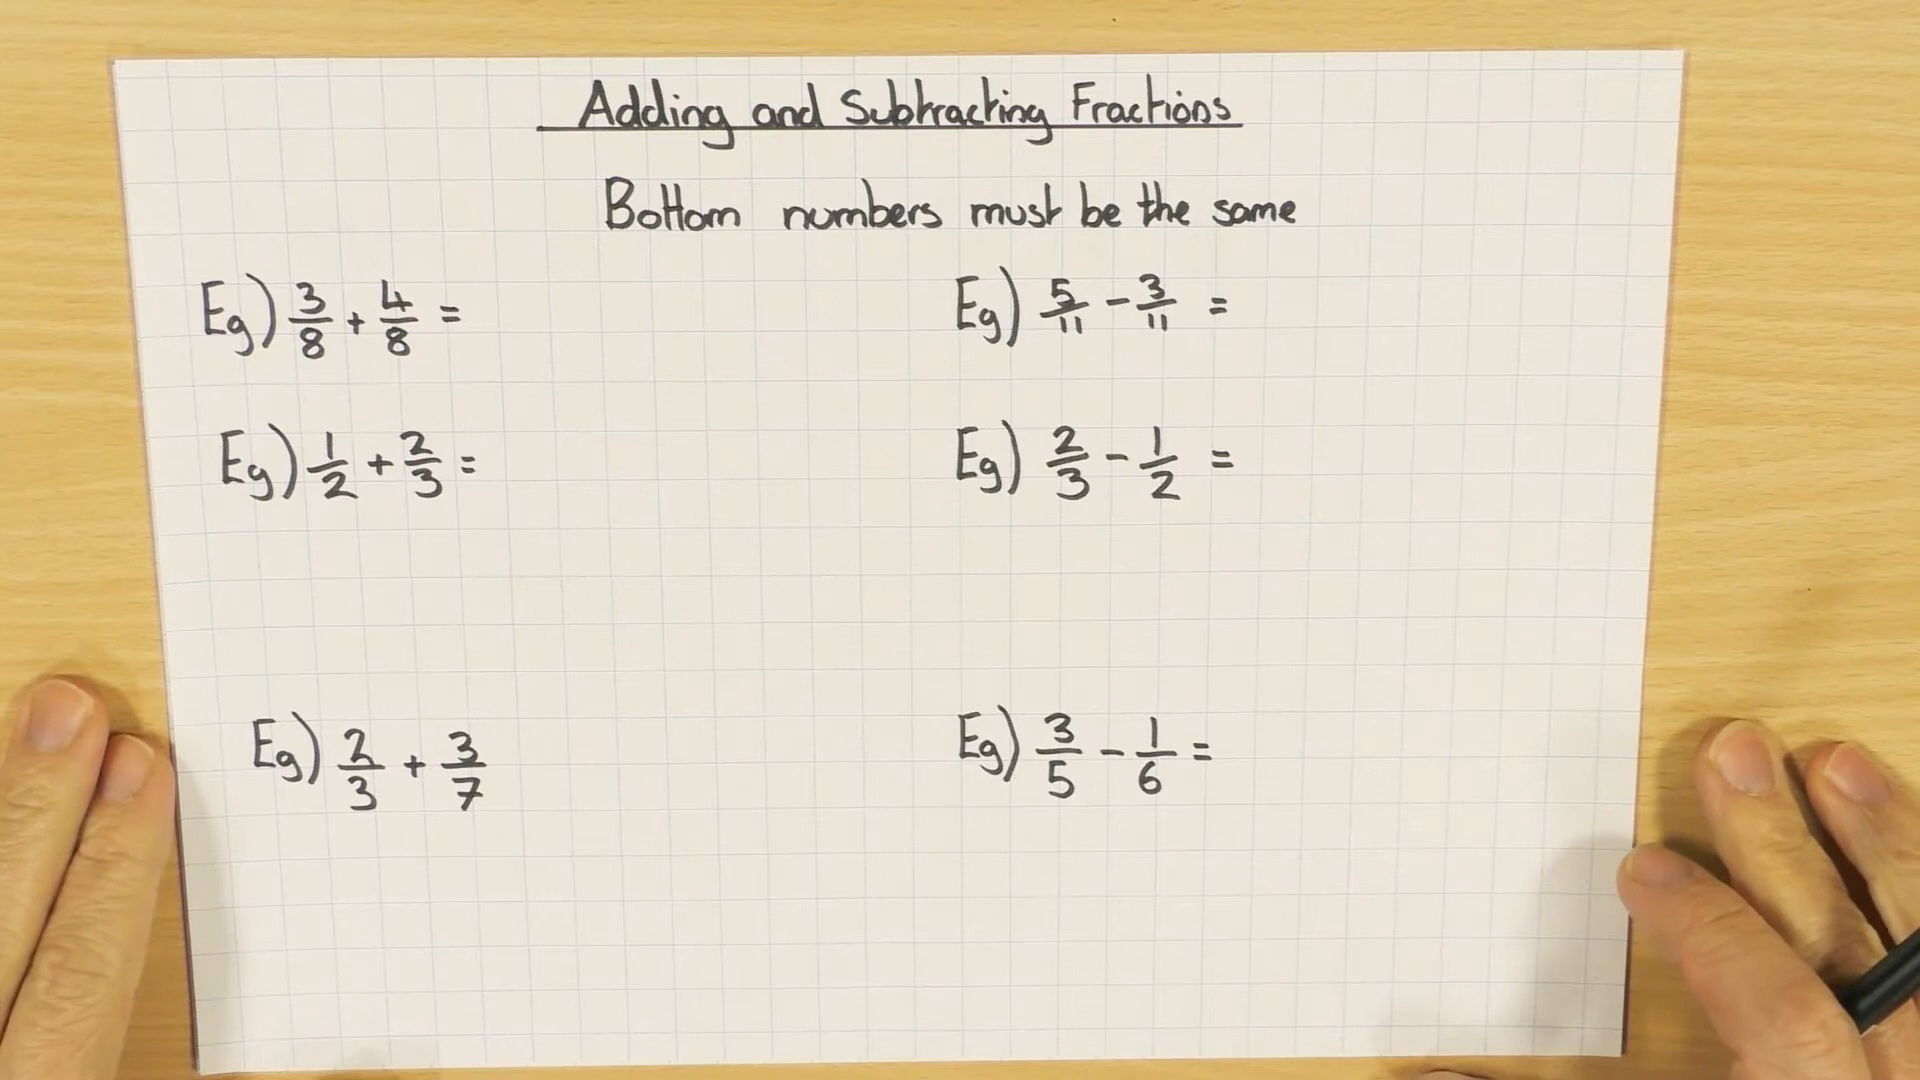 Adding and Subtracting Fractions
Bottom numbers must be the same
Eg) 3/8 + 4/8 =
Eg) 5/11 - 3/11 =
Eg) 1/2 + 2/3 =
Eg) 2/3 - 1/2 =
Eg) 2/3 + 3/7
Eg) 3/5 - 1/6 =